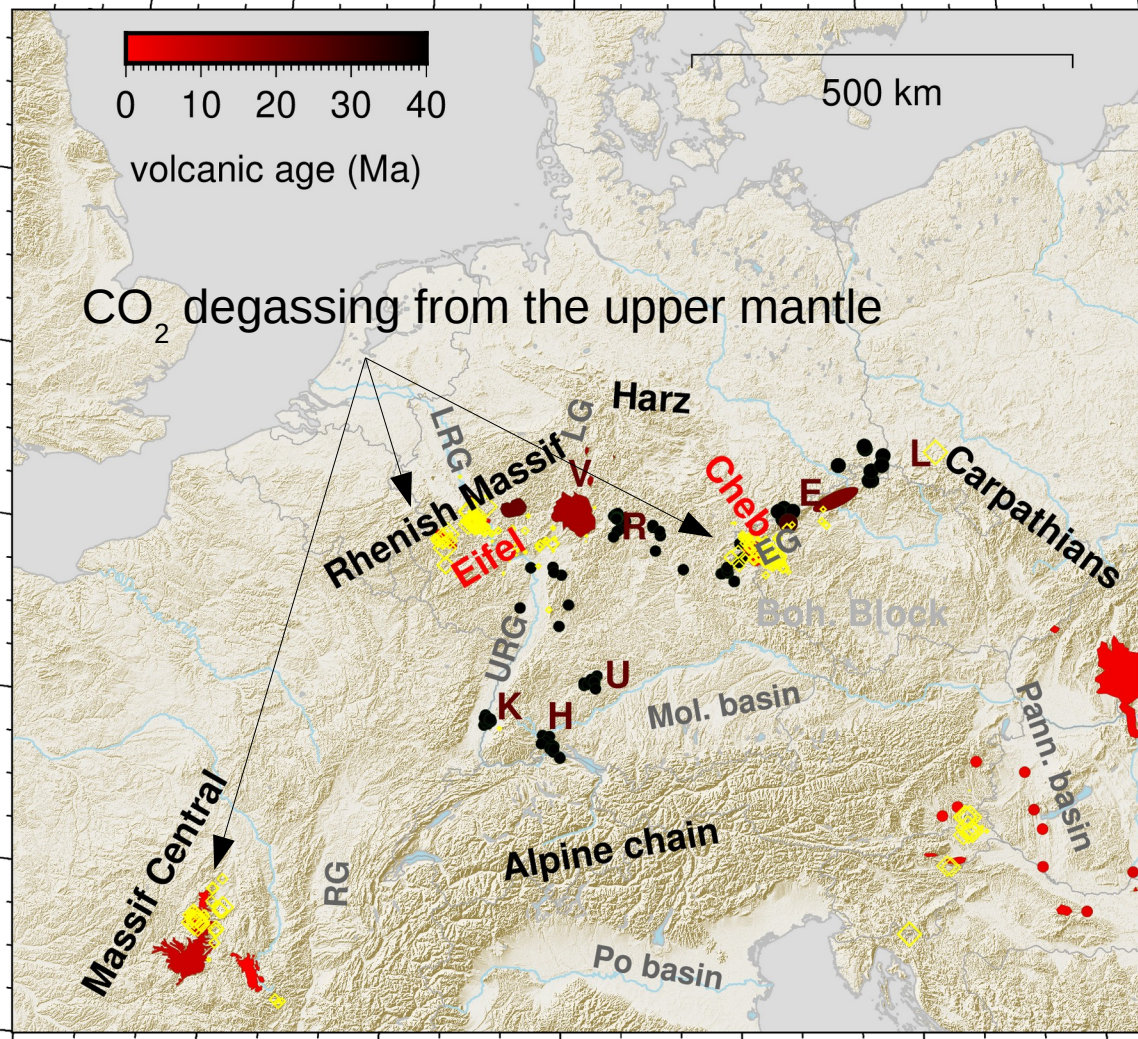 0 10 20 30 40
volcanic age (Ma)
500 km
CO2 degassing from the upper mantle
Harz
LG
LRG
Rhenish Massif
V
L
Carpathians
Cheb
E
R
Eifel
EG
Boh. Block
URG
U
K
H
Mol. basin
Pann. basin
Massif Central
Alpine chain
RG
Po basin